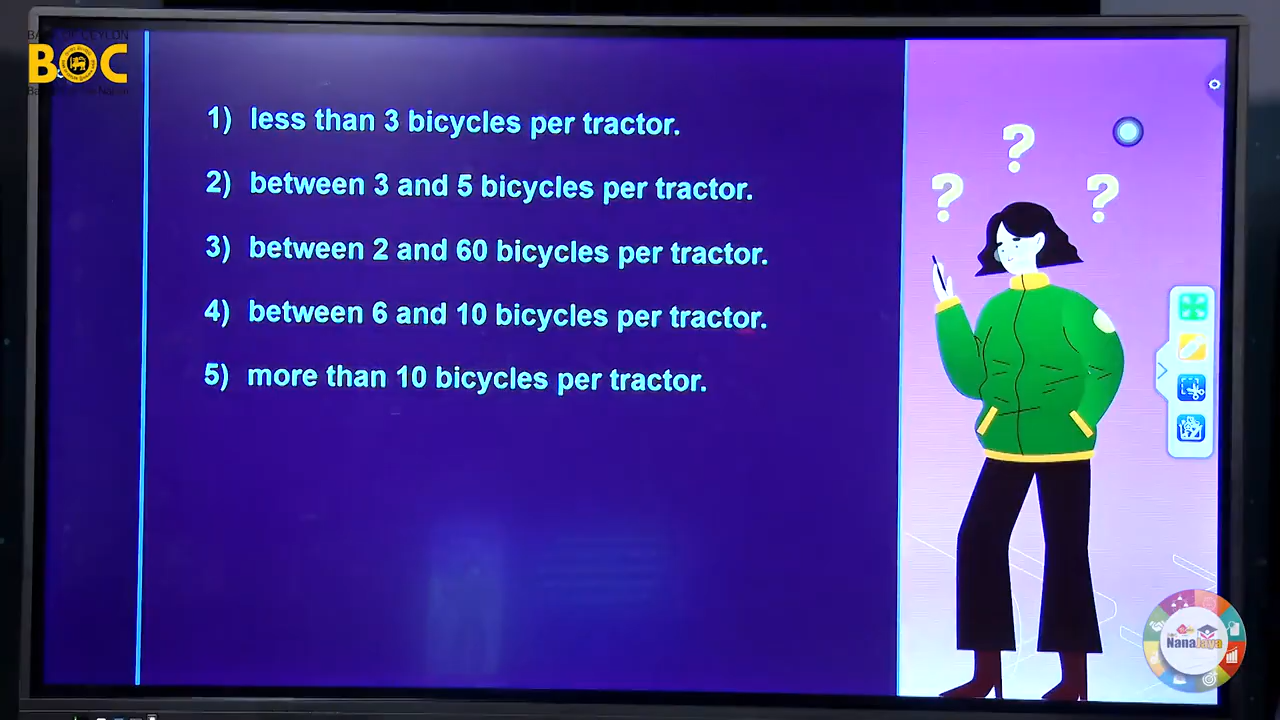 BOC
1) less than 3 bicycles per tractor.
2) between 3 and 5 bicycles per tractor.
3) between 2 and 60 bicycles per tractor.
4) between 6 and 10 bicycles per tractor.
5) more than 10 bicycles per tractor.
? ? ?
NanaJaya